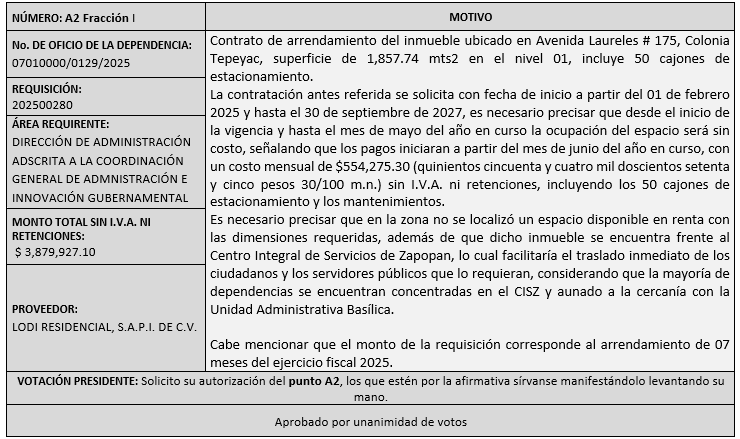 NÚMERO: A2 Fracción I
MOTIVO
No. DE OFICIO DE LA DEPENDENCIA:
07010000/0129/2025
REQUISICIÓN:
202500280
ÁREA REQUIRENTE:
DIRECCIÓN DE ADMINISTRACIÓN
ADSCRITA A LA COORDINACIÓN
GENERAL DE ADMNISTRACIÓN E
INNOVACIÓN GUBERNAMENTAL
MONTO TOTAL SIN I.V.A. NI
RETENCIONES:
$ 3,879,927.10
PROVEEDOR:
LODI RESIDENCIAL, S.A.P.I. DE C.V.
Contrato de arrendamiento del inmueble ubicado en Avenida Laureles # 175, Colonia
Tepeyac, superficie de 1,857.74 mts2 en el nivel 01, incluye 50 cajones de
estacionamiento.
La contratación antes referida se solicita con fecha de inicio a partir del 01 de febrero
2025 y hasta el 30 de septiembre de 2027, es necesario precisar que desde el inicio de
la vigencia y hasta el mes de mayo del año en curso la ocupación del espacio será sin
costo, señalando que los pagos iniciaran a partir del mes de junio del año en curso, con
un costo mensual de $554,275.30 (quinientos cincuenta y cuatro mil doscientos setenta
y cinco pesos 30/100 m.n.) sin I.V.A. ni retenciones, incluyendo los 50 cajones de
estacionamiento y los mantenimientos.
Es necesario precisar que en la zona no se localizó un espacio disponible en renta con
las dimensiones requeridas, además de que dicho inmueble se encuentra frente al
Centro Integral de Servicios de Zapopan, lo cual facilitaría el traslado inmediato de los
ciudadanos y los servidores públicos que lo requieran, considerando que la mayoría de
dependencias se encuentran concentradas en el CISZ y aunado a la cercanía con la
Unidad Administrativa Basílica.
Cabe mencionar que el monto de la requisición corresponde al arrendamiento de 07
meses del ejercicio fiscal 2025.
VOTACIÓN PRESIDENTE: Solicito su autorización del punto A2, los que estén por la afirmativa sírvanse manifestándolo levantando su
mano.
Aprobado por unanimidad de votos